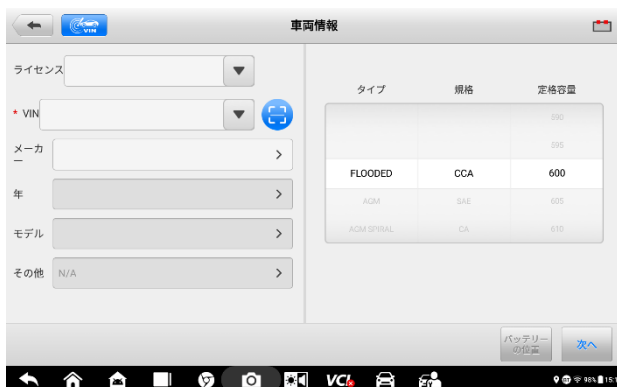 VIN
車両情報
ライセンス
* VIN
メーカ
ー
年
モデル
その他 N/A
タイプ 規格 定格容量
590
595
FLOODED CCA 600
AGM SAE 605
AGM SPIRAL CA 610
バッテリー
の位置
次へ
VCI
98%